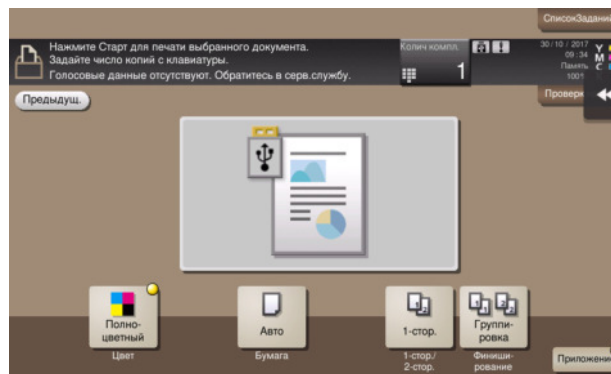 СписокЗаданий
Нажмите Старт для печати выбранного документа.
Задайте число копий с клавиатуры.
Голосовые данные отсутствуют. Обратитесь в серв.службу.
Колич компл.
1
30/10/2017
09:34
Память
100%
Y
M
C
Предыдущ.
Проверк
Полно-
цветный
Авто
1-стор.
Группи-
ровка
Цвет
Бумага
1-стор./
2-стор.
Финиши-
рование
Приложение